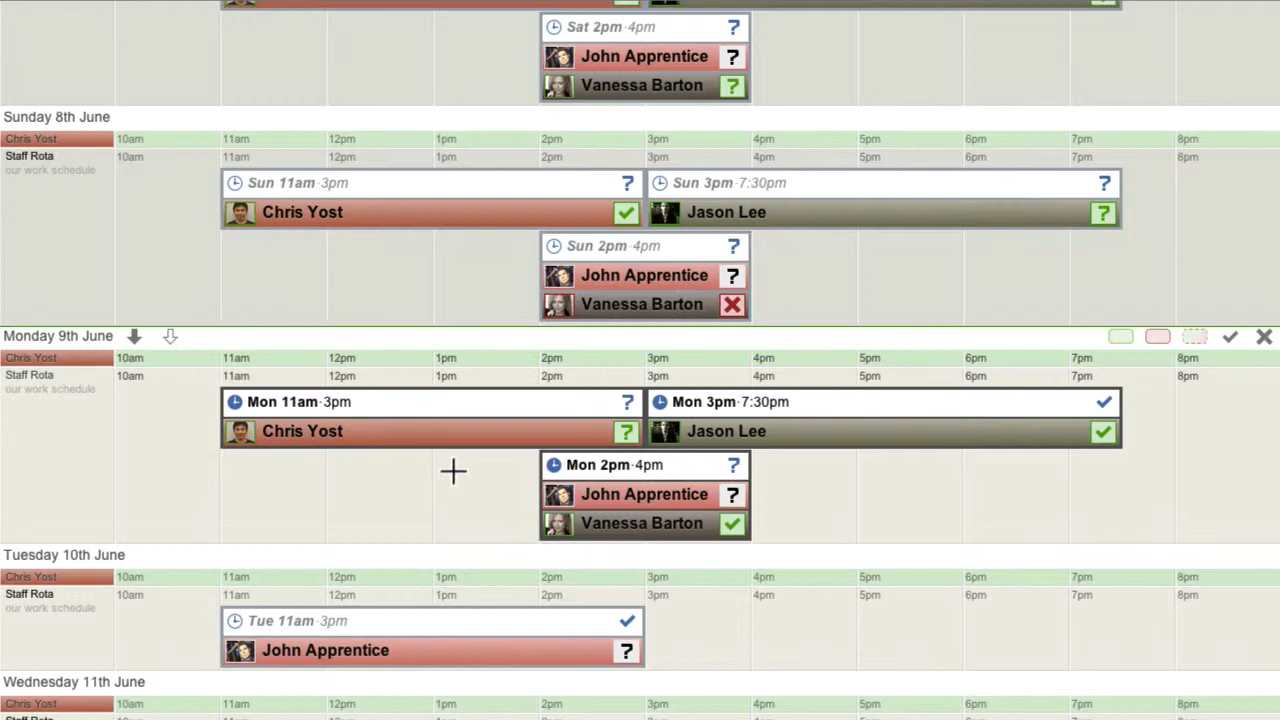 Sat 2pm·4pm ?
John Apprentice ?
Vanessa Barton ?
Sunday 8th June
Chris Yost 10am 11am 12pm 1pm 2pm 3pm 4pm 5pm 6pm 7pm 8pm
Staff Rota 10am 11am 12pm 1pm 2pm 3pm 4pm 5pm 6pm 7pm 8pm
our work schedule
Sun 11am·3pm ? Sun 3pm·7:30pm ?
Chris Yost Jason Lee ?
Sun 2pm·4pm ?
John Apprentice ?
Vanessa Barton
Monday 9th June
Chris Yost 10am 11am 12pm 1pm 2pm 3pm 4pm 5pm 6pm 7pm 8pm
Staff Rota 10am 11am 12pm 1pm 2pm 3pm 4pm 5pm 6pm 7pm 8pm
our work schedule
Mon 11am·3pm ? Mon 3pm·7:30pm
Chris Yost ? Jason Lee
Mon 2pm·4pm ?
John Apprentice ?
Vanessa Barton
Tuesday 10th June
Chris Yost 10am 11am 12pm 1pm 2pm 3pm 4pm 5pm 6pm 7pm 8pm
Staff Rota 10am 11am 12pm 1pm 2pm 3pm 4pm 5pm 6pm 7pm 8pm
our work schedule
Tue 11am·3pm
John Apprentice ?
Wednesday 11th June
Chris Yost 10am 11am 12pm 1pm 2pm 3pm 4pm 5pm 6pm 7pm 8pm